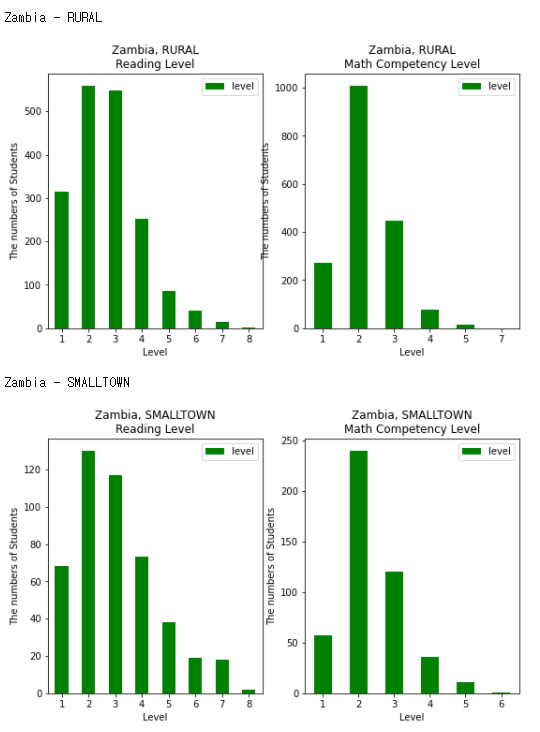 Zambia - RURAL
Zambia, RURAL
Reading Level
The numbers of Students
500
400
300
200
100
0
level
1 2 3 4 5 6 7 8
Level
Zambia, RURAL
Math Competency Level
The numbers of Students
1000
800
600
400
200
0
level
1 2 3 4 5 7
Level
Zambia - SMALLTOWN
Zambia, SMALLTOWN
Reading Level
The numbers of Students
120
100
80
60
40
20
0
level
1 2 3 4 5 6 7 8
Level
Zambia, SMALLTOWN
Math Competency Level
The numbers of Students
250
200
150
100
50
0
level
1 2 3 4 5 6
Level